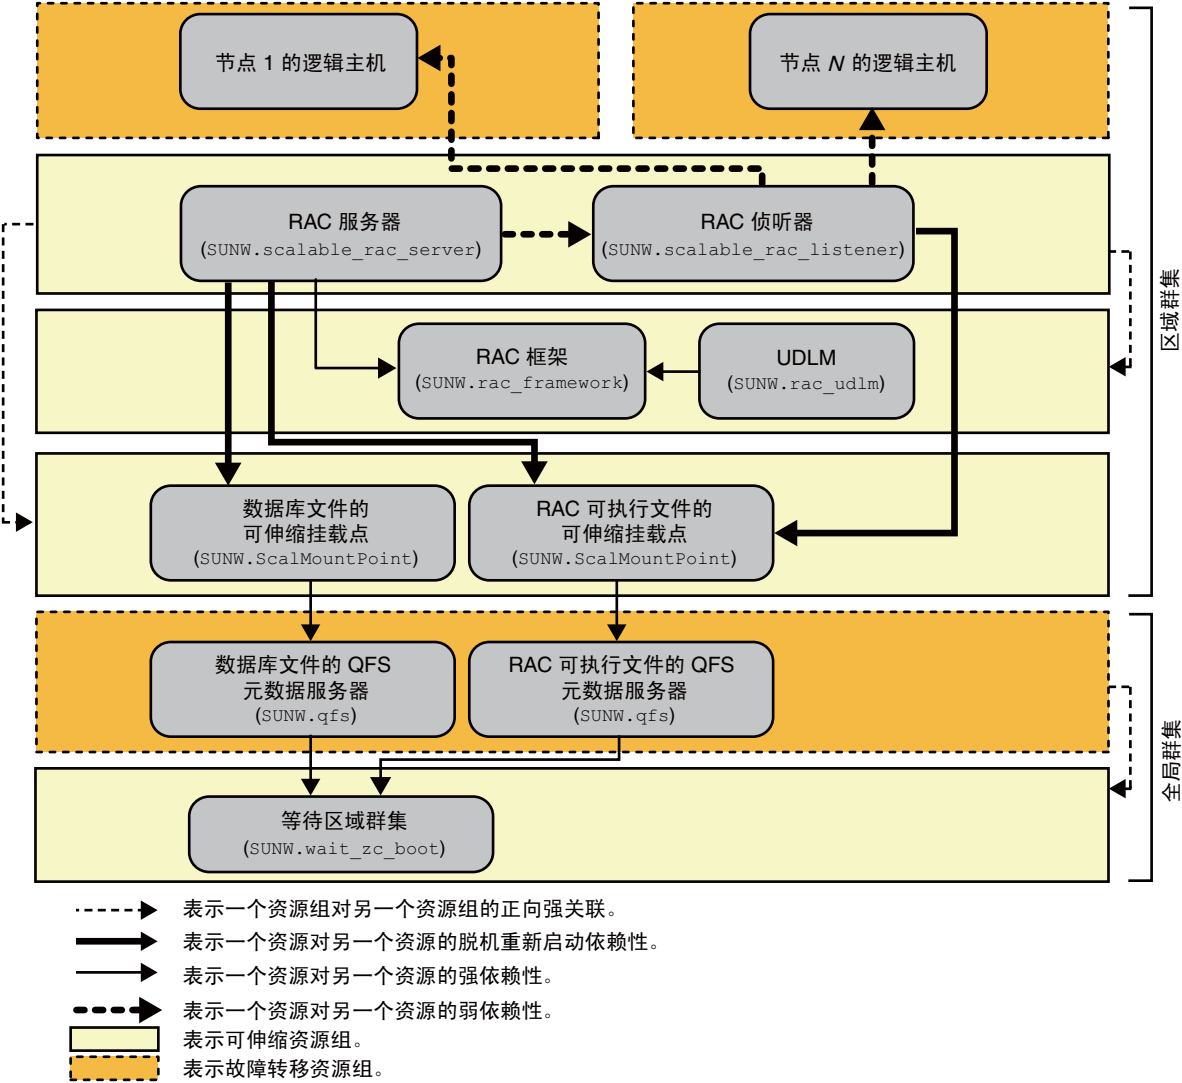 节点 1 的逻辑主机
节点 N 的逻辑主机
RAC 服务器
(SUNW.scalable_rac_server)
RAC 侦听器
(SUNW.scalable_rac_listener)
RAC 框架
(SUNW.rac_framework)
UDLM
(SUNW.rac_udlm)
数据库文件的
可伸缩挂载点
(SUNW.ScalMountPoint)
RAC 可执行文件的
可伸缩挂载点
(SUNW.ScalMountPoint)
区域群集
数据库文件的 QFS
元数据服务器
(SUNW.qfs)
RAC 可执行文件的 QFS
元数据服务器
(SUNW.qfs)
等待区域群集
(SUNW.wait_zc_boot)
全局群集
表示一个资源组对另一个资源组的正向强关联。
表示一个资源对另一个资源的脱机重新启动依赖性。
表示一个资源对另一个资源的强依赖性。
表示一个资源对另一个资源的弱依赖性。
表示可伸缩资源组。
表示故障转移资源组。